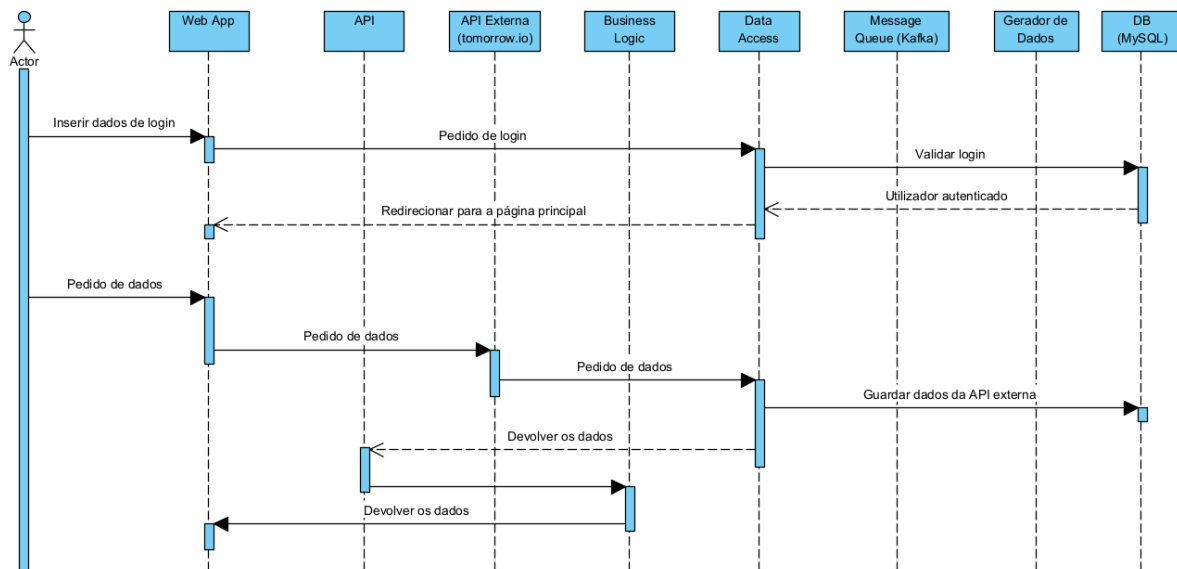 Web App
API
API Externa
(tomorrow.io)
Business
Logic
Data
Access
Message
Queue (Kafka)
Gerador de
Dados
DB
(MySQL)
Actor
Inserir dados de login
Pedido de login
Validar login
Utilizador autenticado
Redirecionar para a página principal
Pedido de dados
Pedido de dados
Pedido de dados
Guardar dados da API externa
Devolver os dados
Devolver os dados